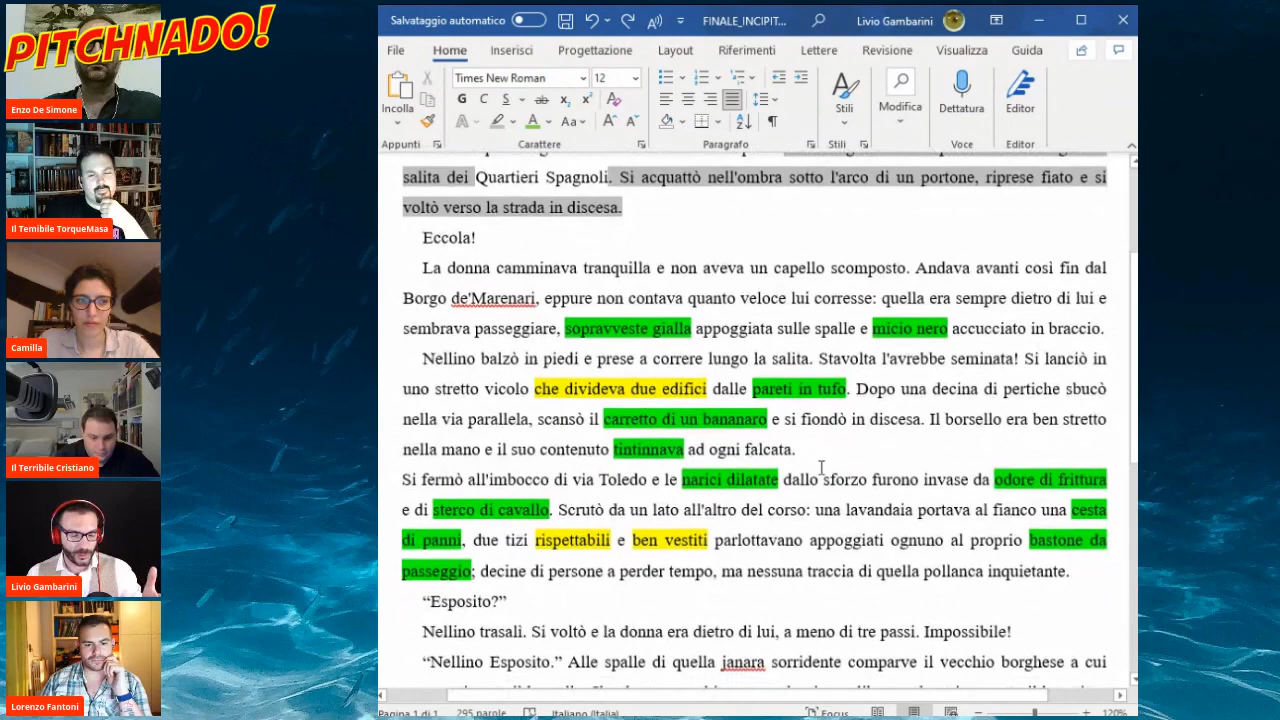 PITCHNADO!
Enzo De Simone
Il Temibile TorqueMasa
Camilla
Il Terribile Cristiano
Livio Gambarini
Lorenzo Fantoni
Salvataggio automatico
FINALE_INCIPIT...
Livio Gambarini
File Home Inserisci Progettazione Layout Riferimenti Lettere Revisione Visualizza Guida
Times New Roman 12
Incolla
G C S ab x₂ x²
A A Aa A A
Stili Modifica Dettatura Editor
Appunti Carattere Paragrafo Stili Voce Editor
salita dei Quartieri Spagnoli. Si acquattò nell'ombra sotto l'arco di un portone, riprese fiato e si
voltò verso la strada in discesa.
Eccola!
La donna camminava tranquilla e non aveva un capello scomposto. Andava avanti così fin dal
Borgo de'Marenari, eppure non contava quanto veloce lui corresse: quella era sempre dietro di lui e
sembrava passeggiare, sopravveste gialla appoggiata sulle spalle e micio nero accucciato in braccio.
Nellino balzò in piedi e prese a correre lungo la salita. Stavolta l'avrebbe seminata! Si lanciò in
uno stretto vicolo che divideva due edifici dalle pareti in tufo. Dopo una decina di pertiche sbucò
nella via parallela, scansò il carretto di un bananaro e si fiondò in discesa. Il borsello era ben stretto
nella mano e il suo contenuto tintinnava ad ogni falcata.
Si fermò all'imbocco di via Toledo e le narici dilatate dallo sforzo furono invase da odore di frittura
e di sterco di cavallo. Scrutò da un lato all'altro del corso: una lavandaia portava al fianco una cesta
di panni, due tizi rispettabili e ben vestiti parlottavano appoggiati ognuno al proprio bastone da
passeggio; decine di persone a perder tempo, ma nessuna traccia di quella pollanca inquietante.
“Esposito?”
Nellino trasalì. Si voltò e la donna era dietro di lui, a meno di tre passi. Impossibile!
“Nellino Esposito.” Alle spalle di quella janara sorridente comparve il vecchio borghese a cui
Pagina 1 di 1 295 parole Italiano (Italia) Focus 120%